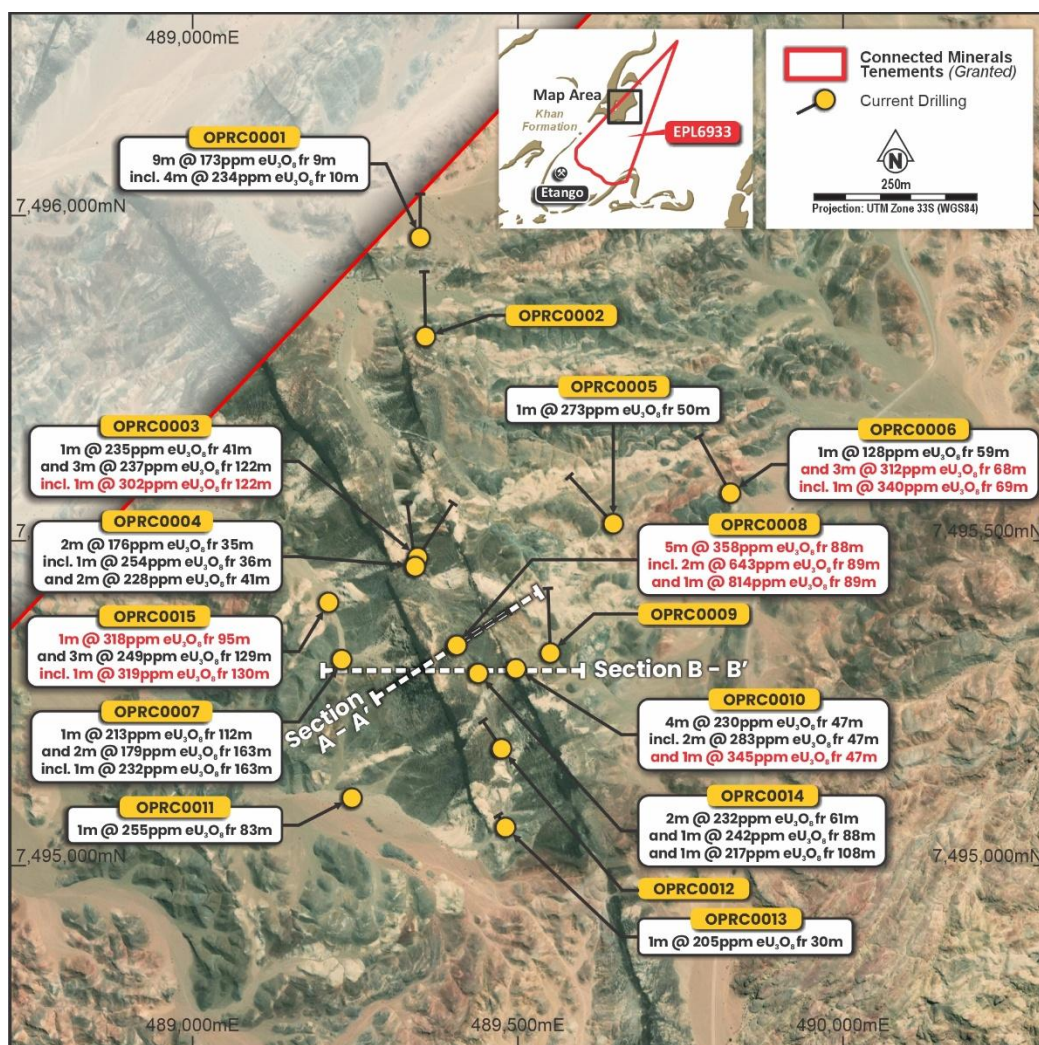 489,000mE
Map Area
Khan
Formation
EPL6933
Etango
Connected Minerals
Tenements (Granted)
Current Drilling
N
250m
Projection: UTM Zone 33S (WGS84)
OPRC0001
9m @ 173ppm eU₃O₈ fr 9m
incl. 4m @ 234ppm eU₃O₈ fr 10m
7,496,000mN
OPRC0002
OPRC0005
1m @ 273ppm eU₃O₈ fr 50m
OPRC0003
1m @ 235ppm eU₃O₈ fr 41m
and 3m @ 237ppm eU₃O₈ fr 122m
incl. 1m @ 302ppm eU₃O₈ fr 122m
OPRC0006
1m @ 128ppm eU₃O₈ fr 59m
and 3m @ 312ppm eU₃O₈ fr 68m
incl. 1m @ 340ppm eU₃O₈ fr 69m
OPRC0004
2m @ 176ppm eU₃O₈ fr 35m
incl. 1m @ 254ppm eU₃O₈ fr 36m
and 2m @ 228ppm eU₃O₈ fr 41m
OPRC0008
5m @ 358ppm eU₃O₈ fr 88m
incl. 2m @ 643ppm eU₃O₈ fr 89m
and 1m @ 814ppm eU₃O₈ fr 89m
7,495,500mN
OPRC0015
1m @ 318ppm eU₃O₈ fr 95m
and 3m @ 249ppm eU₃O₈ fr 129m
incl. 1m @ 319ppm eU₃O₈ fr 130m
OPRC0009
Section B - B'
Section
A - A'
OPRC0007
1m @ 213ppm eU₃O₈ fr 112m
and 2m @ 179ppm eU₃O₈ fr 163m
incl. 1m @ 232ppm eU₃O₈ fr 163m
OPRC0010
4m @ 230ppm eU₃O₈ fr 47m
incl. 2m @ 283ppm eU₃O₈ fr 47m
and 1m @ 345ppm eU₃O₈ fr 47m
OPRC0011
1m @ 255ppm eU₃O₈ fr 83m
OPRC0014
2m @ 232ppm eU₃O₈ fr 61m
and 1m @ 242ppm eU₃O₈ fr 88m
and 1m @ 217ppm eU₃O₈ fr 108m
7,495,000mN
7,495,000mN
OPRC0012
OPRC0013
1m @ 205ppm eU₃O₈ fr 30m
489,000mE
489,500mE
490,000mE